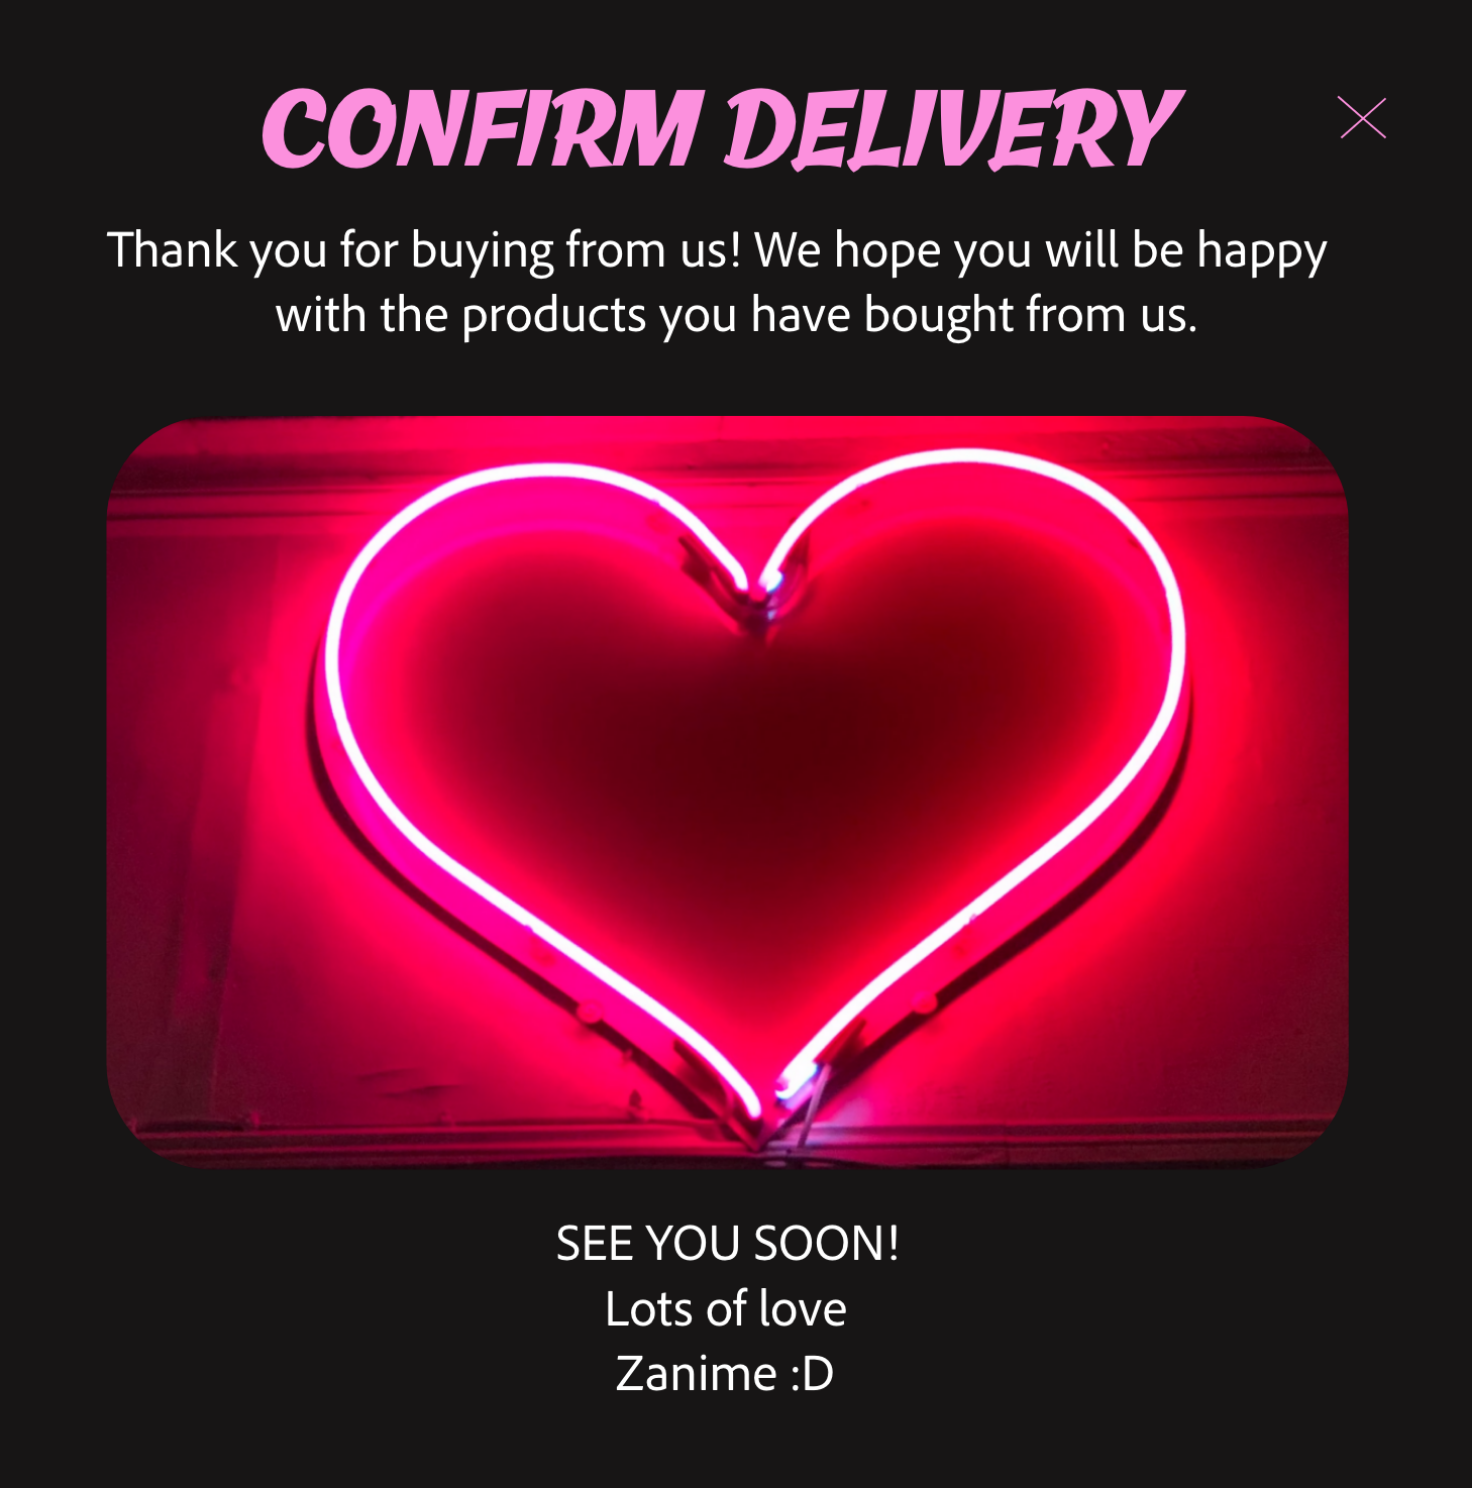 CONFIRM DELIVERY
Thank you for buying from us! We hope you will be happy
with the products you have bought from us.
SEE YOU SOON!
Lots of love
Zanime :D